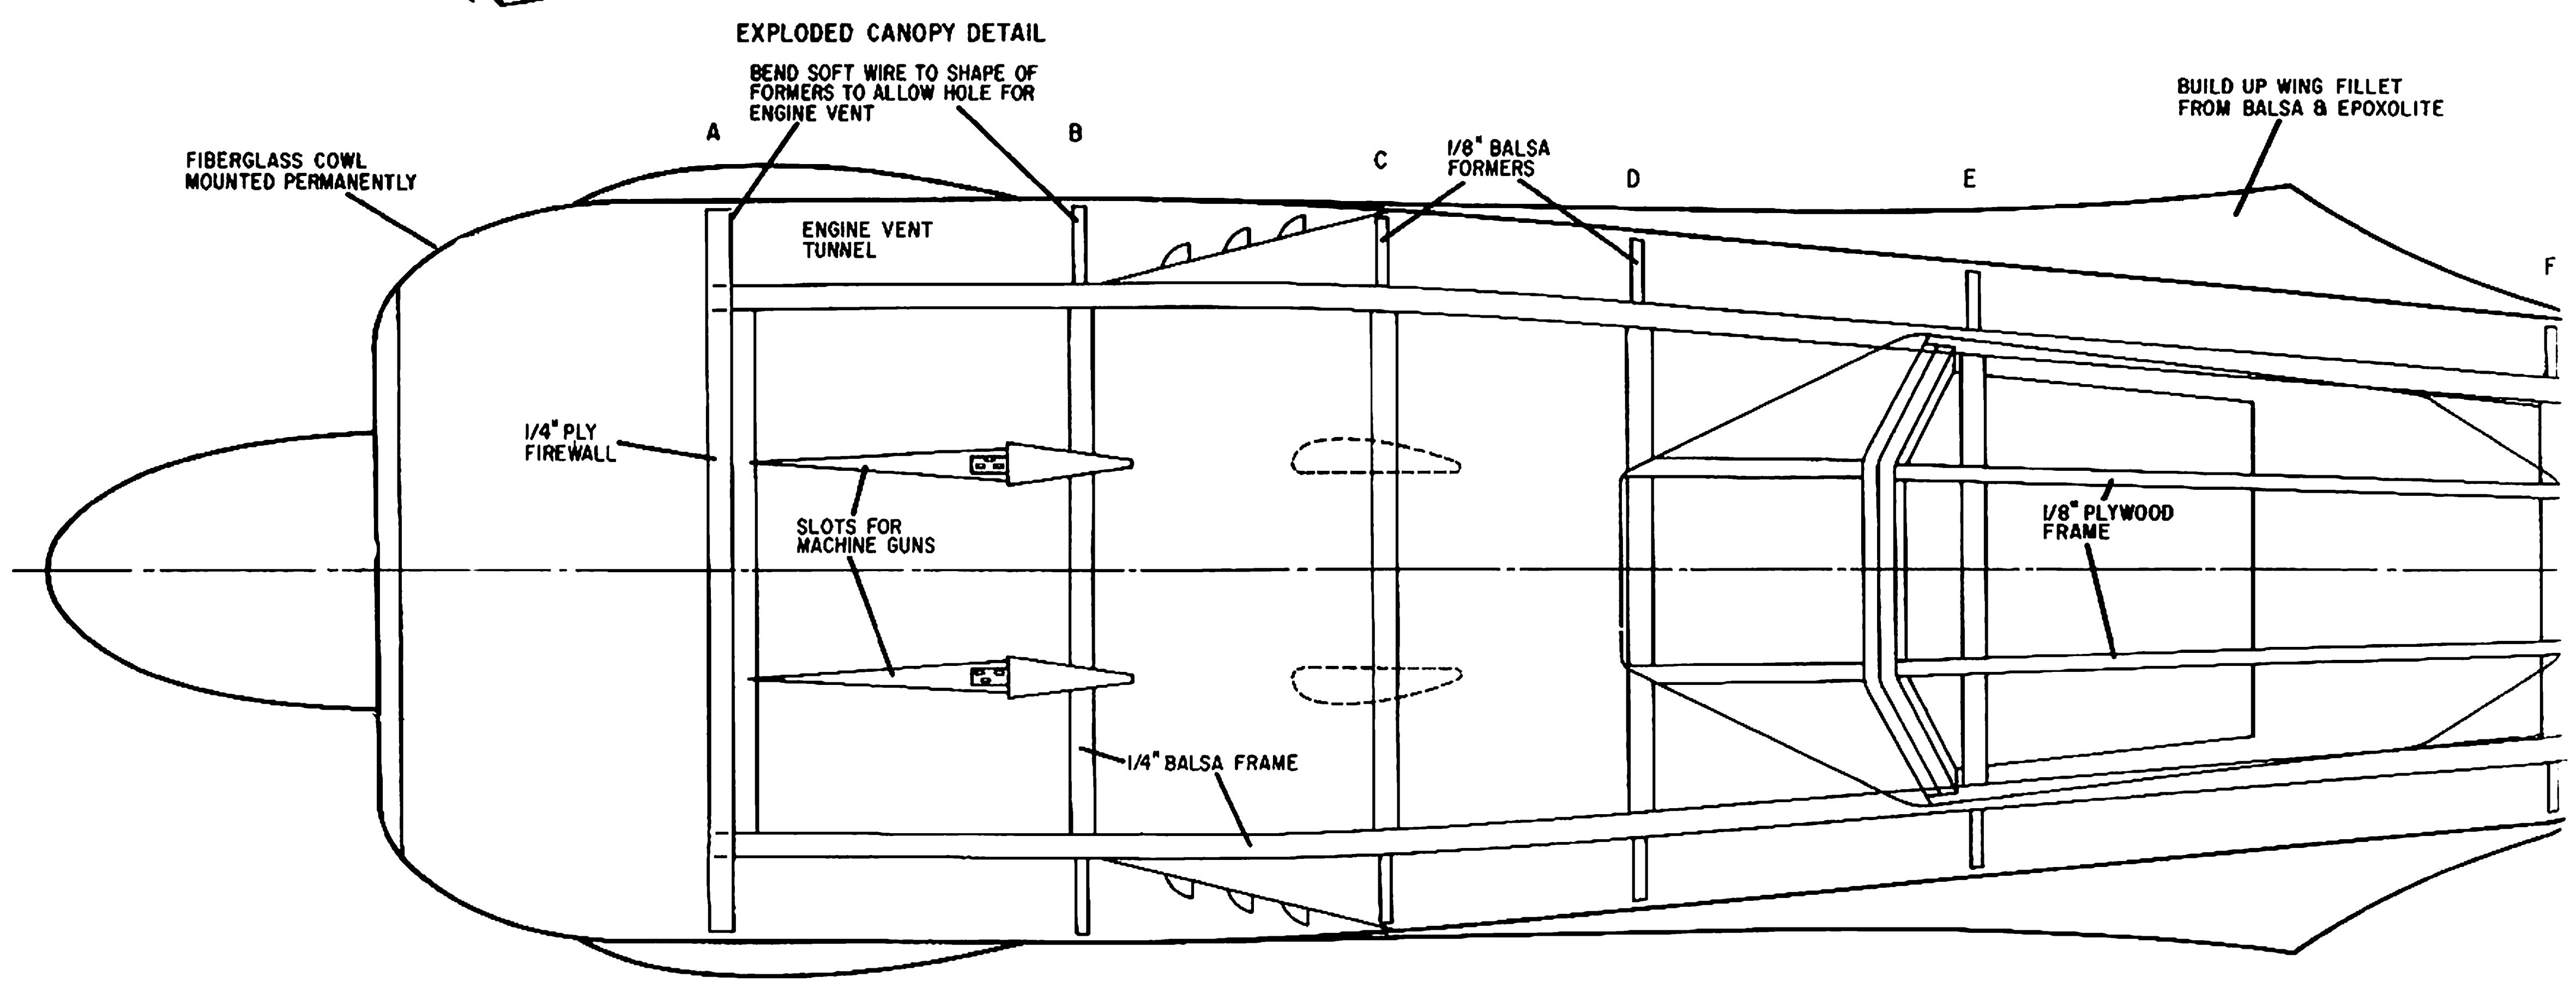 EXPLODED CANOPY DETAIL
BEND SOFT WIRE TO SHAPE OF
FORMERS TO ALLOW HOLE FOR
ENGINE VENT
BUILD UP WING FILLET
FROM BALSA & EPOXOLITE
A
B
C
1/8" BALSA
FORMERS
D
E
F
FIBERGLASS COWL
MOUNTED PERMANENTLY
ENGINE VENT
TUNNEL
1/4" PLY
FIREWALL
SLOTS FOR
MACHINE GUNS
1/8" PLYWOOD
FRAME
1/4" BALSA FRAME